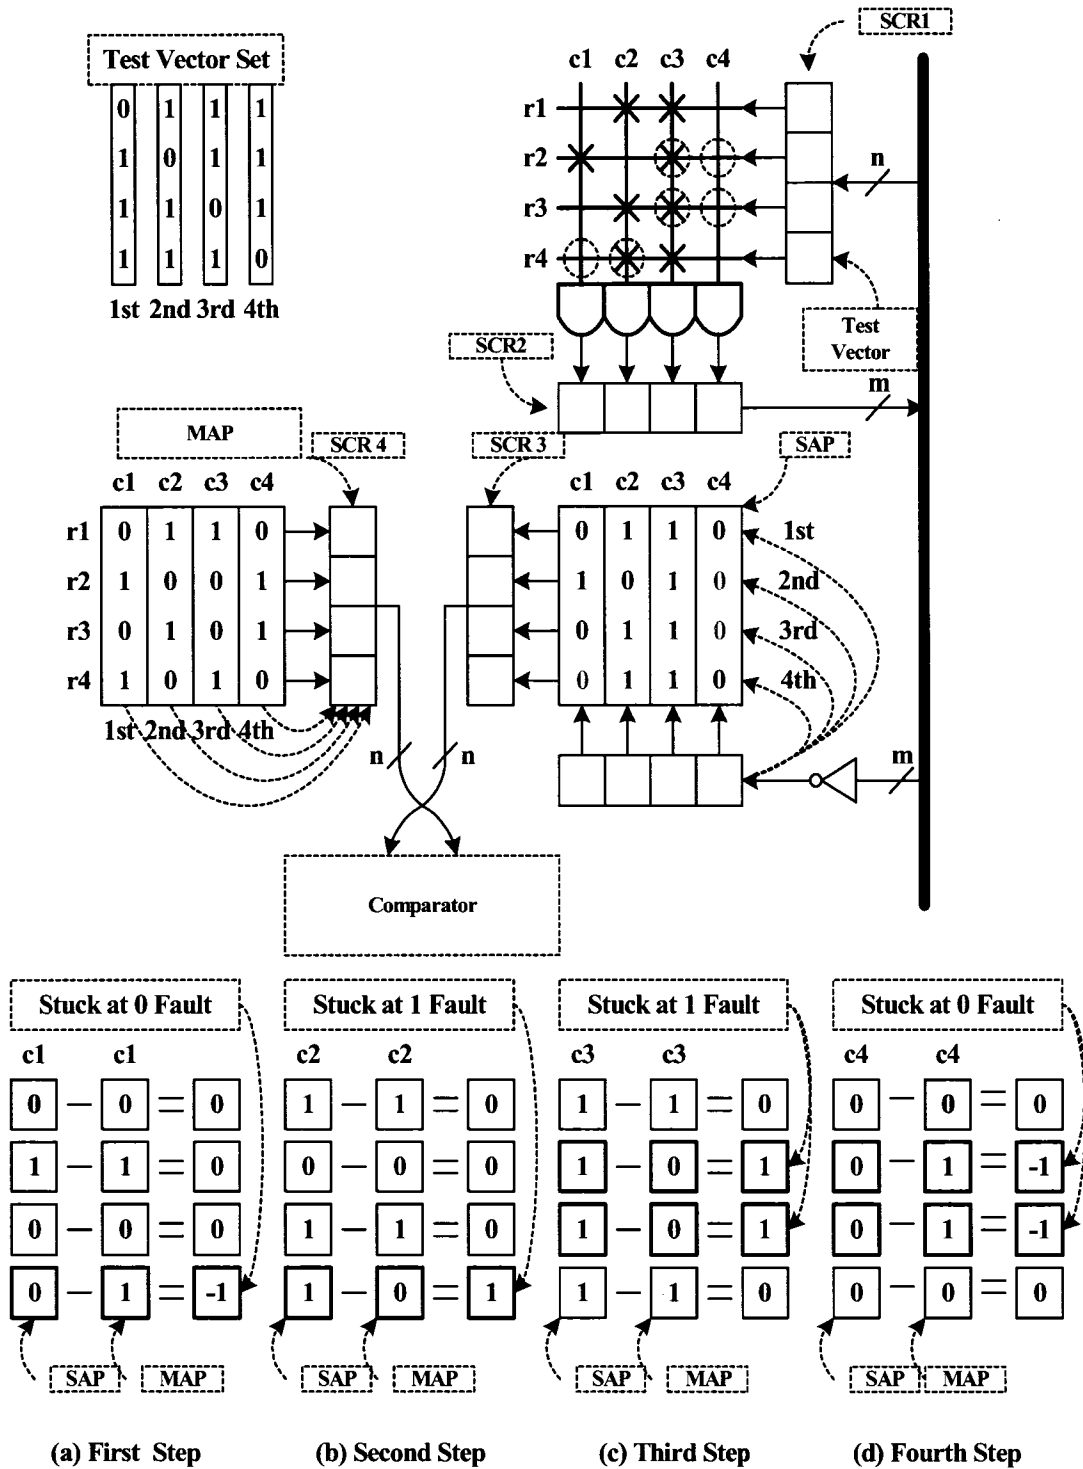 SCR1
Test Vector Set
c1 c2 c3 c4
0 1 1 1
1 0 1 1
1 1 0 1
1 1 1 0
1st 2nd 3rd 4th
r1
r2
r3
r4
n
Test
Vector
SCR2
m
MAP
SCR 4
SCR 3
SAP
c1 c2 c3 c4
r1 0 1 1 0
r2 1 0 0 1
r3 0 1 0 1
r4 1 0 1 0
1st 2nd 3rd 4th
c1 c2 c3 c4
0 1 1 0 1st
1 0 1 0 2nd
0 1 1 0 3rd
0 1 1 0 4th
n n
m
Comparator
Stuck at 0 Fault
c1 c1
0 − 0 = 0
1 − 1 = 0
0 − 0 = 0
0 − 1 = -1
SAP MAP
(a) First Step
Stuck at 1 Fault
c2 c2
1 − 1 = 0
0 − 0 = 0
1 − 1 = 0
1 − 0 = 1
SAP MAP
(b) Second Step
Stuck at 1 Fault
c3 c3
1 − 1 = 0
1 − 0 = 1
1 − 0 = 1
1 − 1 = 0
SAP MAP
(c) Third Step
Stuck at 0 Fault
c4 c4
0 − 0 = 0
0 − 1 = -1
0 − 1 = -1
0 − 0 = 0
SAP MAP
(d) Fourth Step